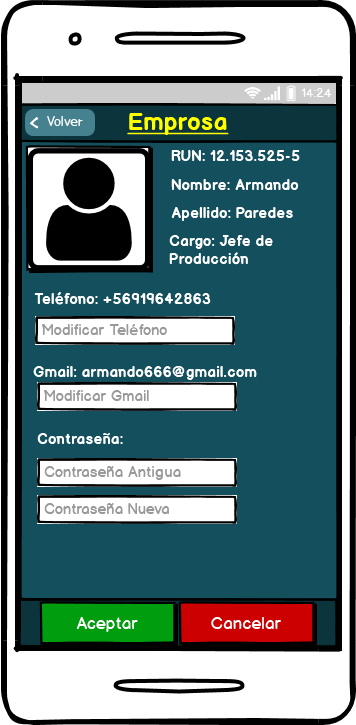 14:24
Volver
Emprosa
RUN: 12.153.525-5
Nombre: Armando
Apellido: Paredes
Cargo: Jefe de
Producción
Teléfono: +56919642863
Modificar Teléfono
Gmail: armando666@gmail.com
Modificar Gmail
Contraseña:
Contraseña Antigua
Contraseña Nueva
Aceptar
Cancelar